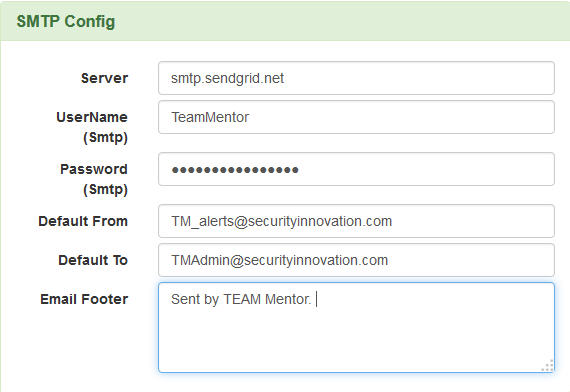 SMTP Config
Server smtp.sendgrid.net
UserName TeamMentor
(Smtp)
Password ●●●●●●●●●●●●●●●●
(Smtp)
Default From TM_alerts@securityinnovation.com
Default To TMAdmin@securityinnovation.com
Email Footer Sent by TEAM Mentor.